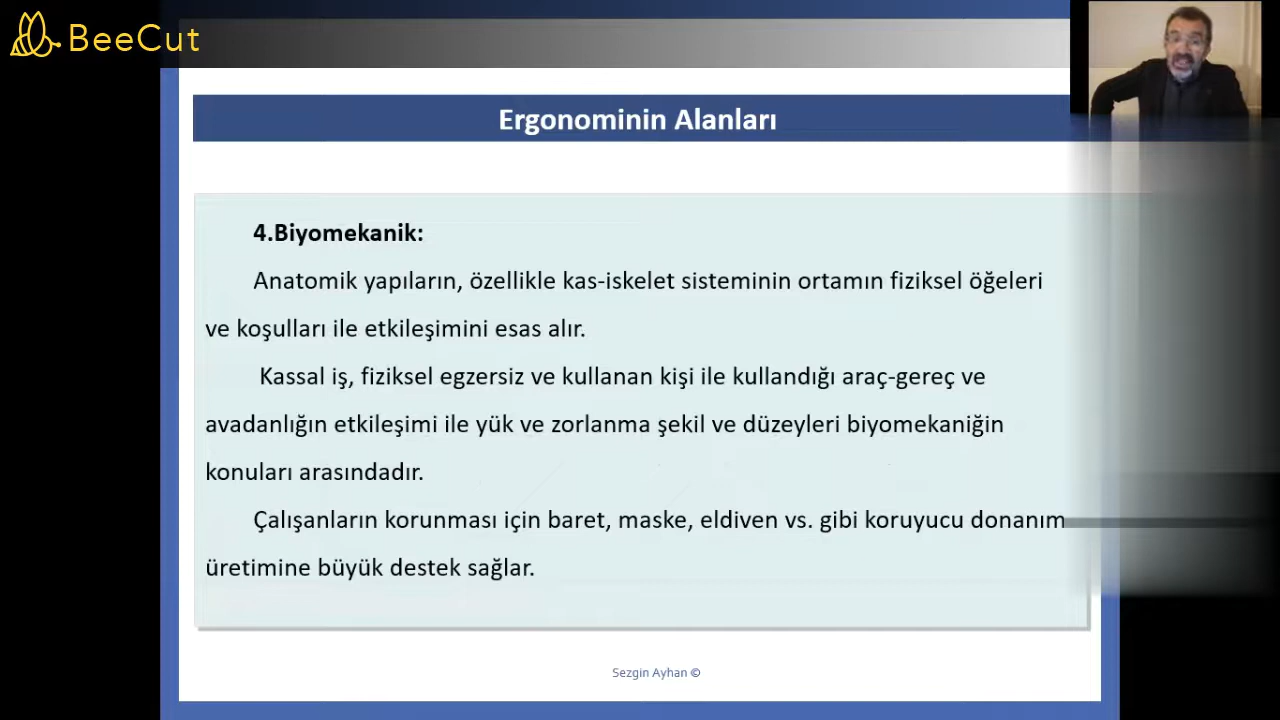 BeeCut
Ergonominin Alanları
4.Biyomekanik:
Anatomik yapıların, özellikle kas-iskelet sisteminin ortamın fiziksel öğeleri
ve koşulları ile etkileşimini esas alır.
Kassal iş, fiziksel egzersiz ve kullanan kişi ile kullandığı araç-gereç ve
avadanlığın etkileşimi ile yük ve zorlanma şekil ve düzeyleri biyomekaniğin
konuları arasındadır.
Çalışanların korunması için baret, maske, eldiven vs. gibi koruyucu donanım
üretimine büyük destek sağlar.
Sezgin Ayhan ©